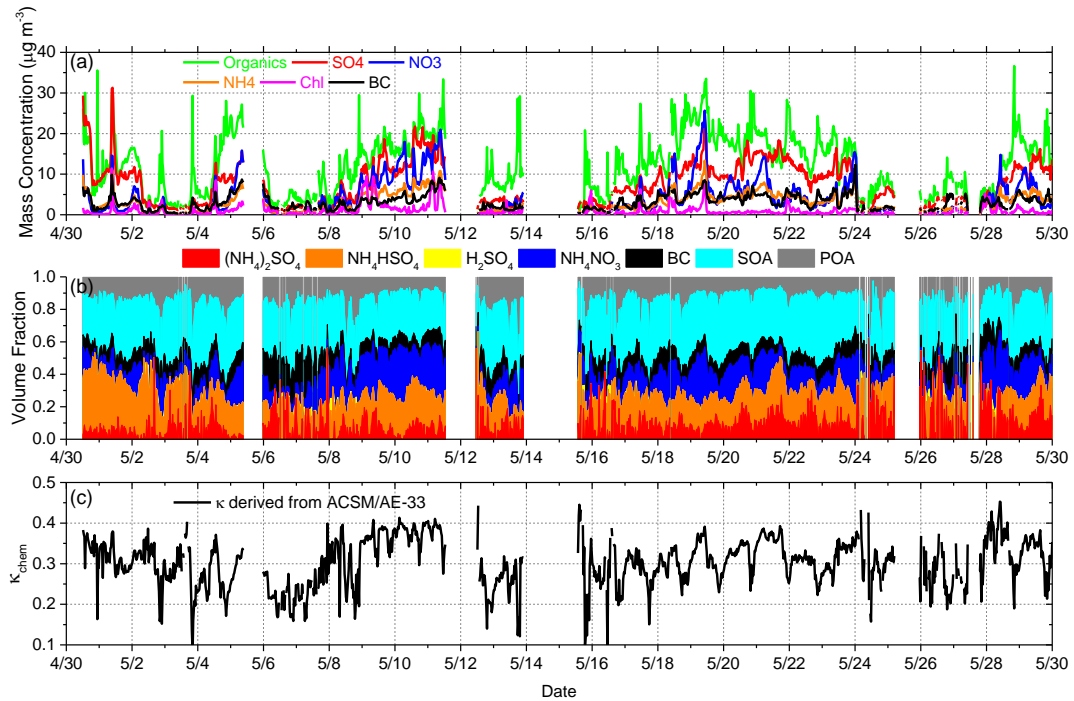 (a)
Organics SO4 NO3
NH4 Chl BC
Mass Concentration (μg m⁻³)
40
30
20
10
0
4/30 5/2 5/4 5/6 5/8 5/10 5/12 5/14 5/16 5/18 5/20 5/22 5/24 5/26 5/28 5/30
(NH₄)₂SO₄ NH₄HSO₄ H₂SO₄ NH₄NO₃ BC SOA POA
(b)
Volume Fraction
1.0
0.8
0.6
0.4
0.2
0.0
4/30 5/2 5/4 5/6 5/8 5/10 5/12 5/14 5/16 5/18 5/20 5/22 5/24 5/26 5/28 5/30
(c)
κ derived from ACSM/AE-33
κchem
0.5
0.4
0.3
0.2
0.1
4/30 5/2 5/4 5/6 5/8 5/10 5/12 5/14 5/16 5/18 5/20 5/22 5/24 5/26 5/28 5/30
Date